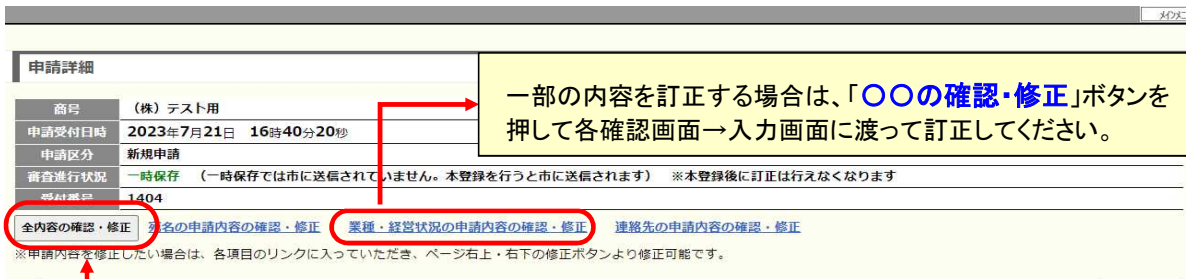 メインメニ
申請詳細
一部の内容を訂正する場合は、「〇〇の確認・修正」ボタンを
押して各確認画面→入力画面に渡って訂正してください。
商号 (株)テスト用
申請受付日時 2023年7月21日 16時40分20秒
申請区分 新規申請
審査進行状況 一時保存 (一時保存では市に送信されていません。本登録を行うと市に送信されます) ※本登録後に訂正は行えなくなります
受付番号 1404
全内容の確認・修正 宛名の申請内容の確認・修正 業種・経営状況の申請内容の確認・修正 連絡先の申請内容の確認・修正
※申請内容を修正したい場合は、各項目のリンクに入っていただき、ページ右上・右下の修正ボタンより修正可能です。